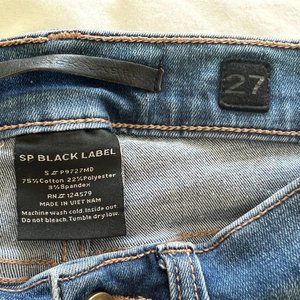 27
SP BLACK LABEL
S # P9727MD
75%Cotton 22%Polyester
3%Spandex
RN# 124579
MADE IN VIET NAM
Machine wash cold. Inside out.
Do not bleach. Tumble dry low.